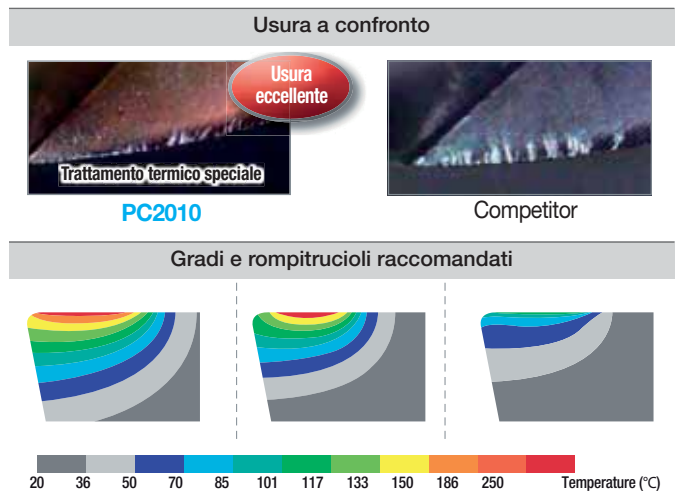 Usura a confronto
Usura
eccellente
Trattamento termico speciale
PC2010
Competitor
Gradi e rompitrucioli raccomandati
20 36 50 70 85 101 117 133 150 186 250 Temperature (°C)